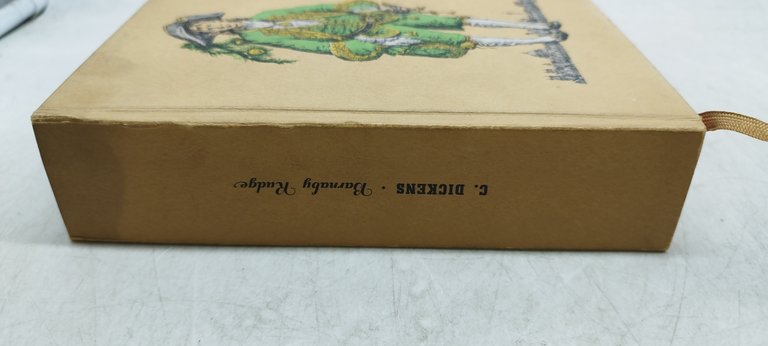 C. DICKENS · Barnaby Rudge